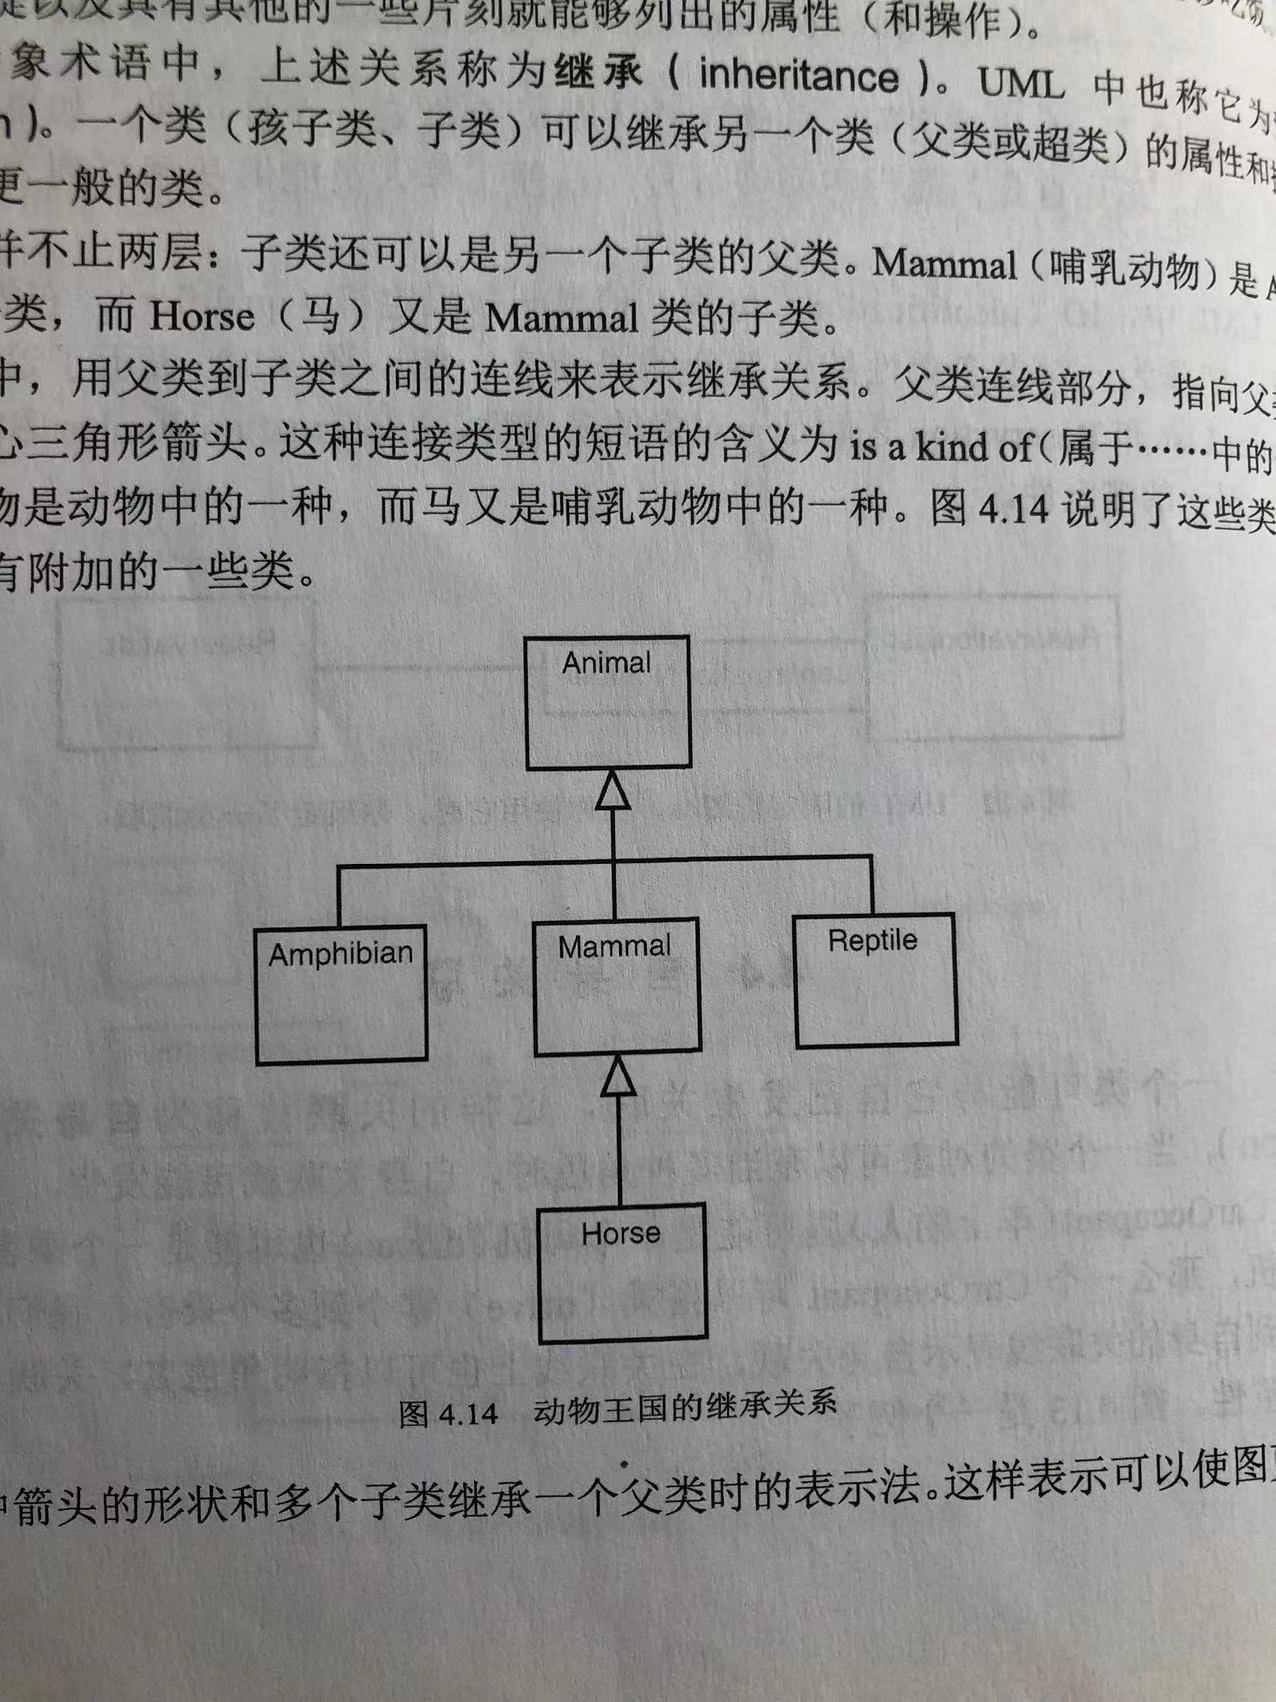 以及具有其他的一些片刻就能够列出的属性（和操作）。
象术语中，上述关系称为继承（inheritance）。UML 中也称它为
n）。一个类（孩子类、子类）可以继承另一个类（父类或超类）的属性和
更一般的类。
并不止两层：子类还可以是另一个子类的父类。Mammal（哺乳动物）是 A
类，而 Horse（马）又是 Mammal 类的子类。
中，用父类到子类之间的连线来表示继承关系。父类连线部分，指向父
心三角形箭头。这种连接类型的短语的含义为 is a kind of（属于……中的
物是动物中的一种，而马又是哺乳动物中的一种。图 4.14 说明了这些类
有附加的一些类。
Animal
Amphibian Mammal Reptile
Horse
图 4.14 动物王国的继承关系
中箭头的形状和多个子类继承一个父类时的表示法。这样表示可以使图